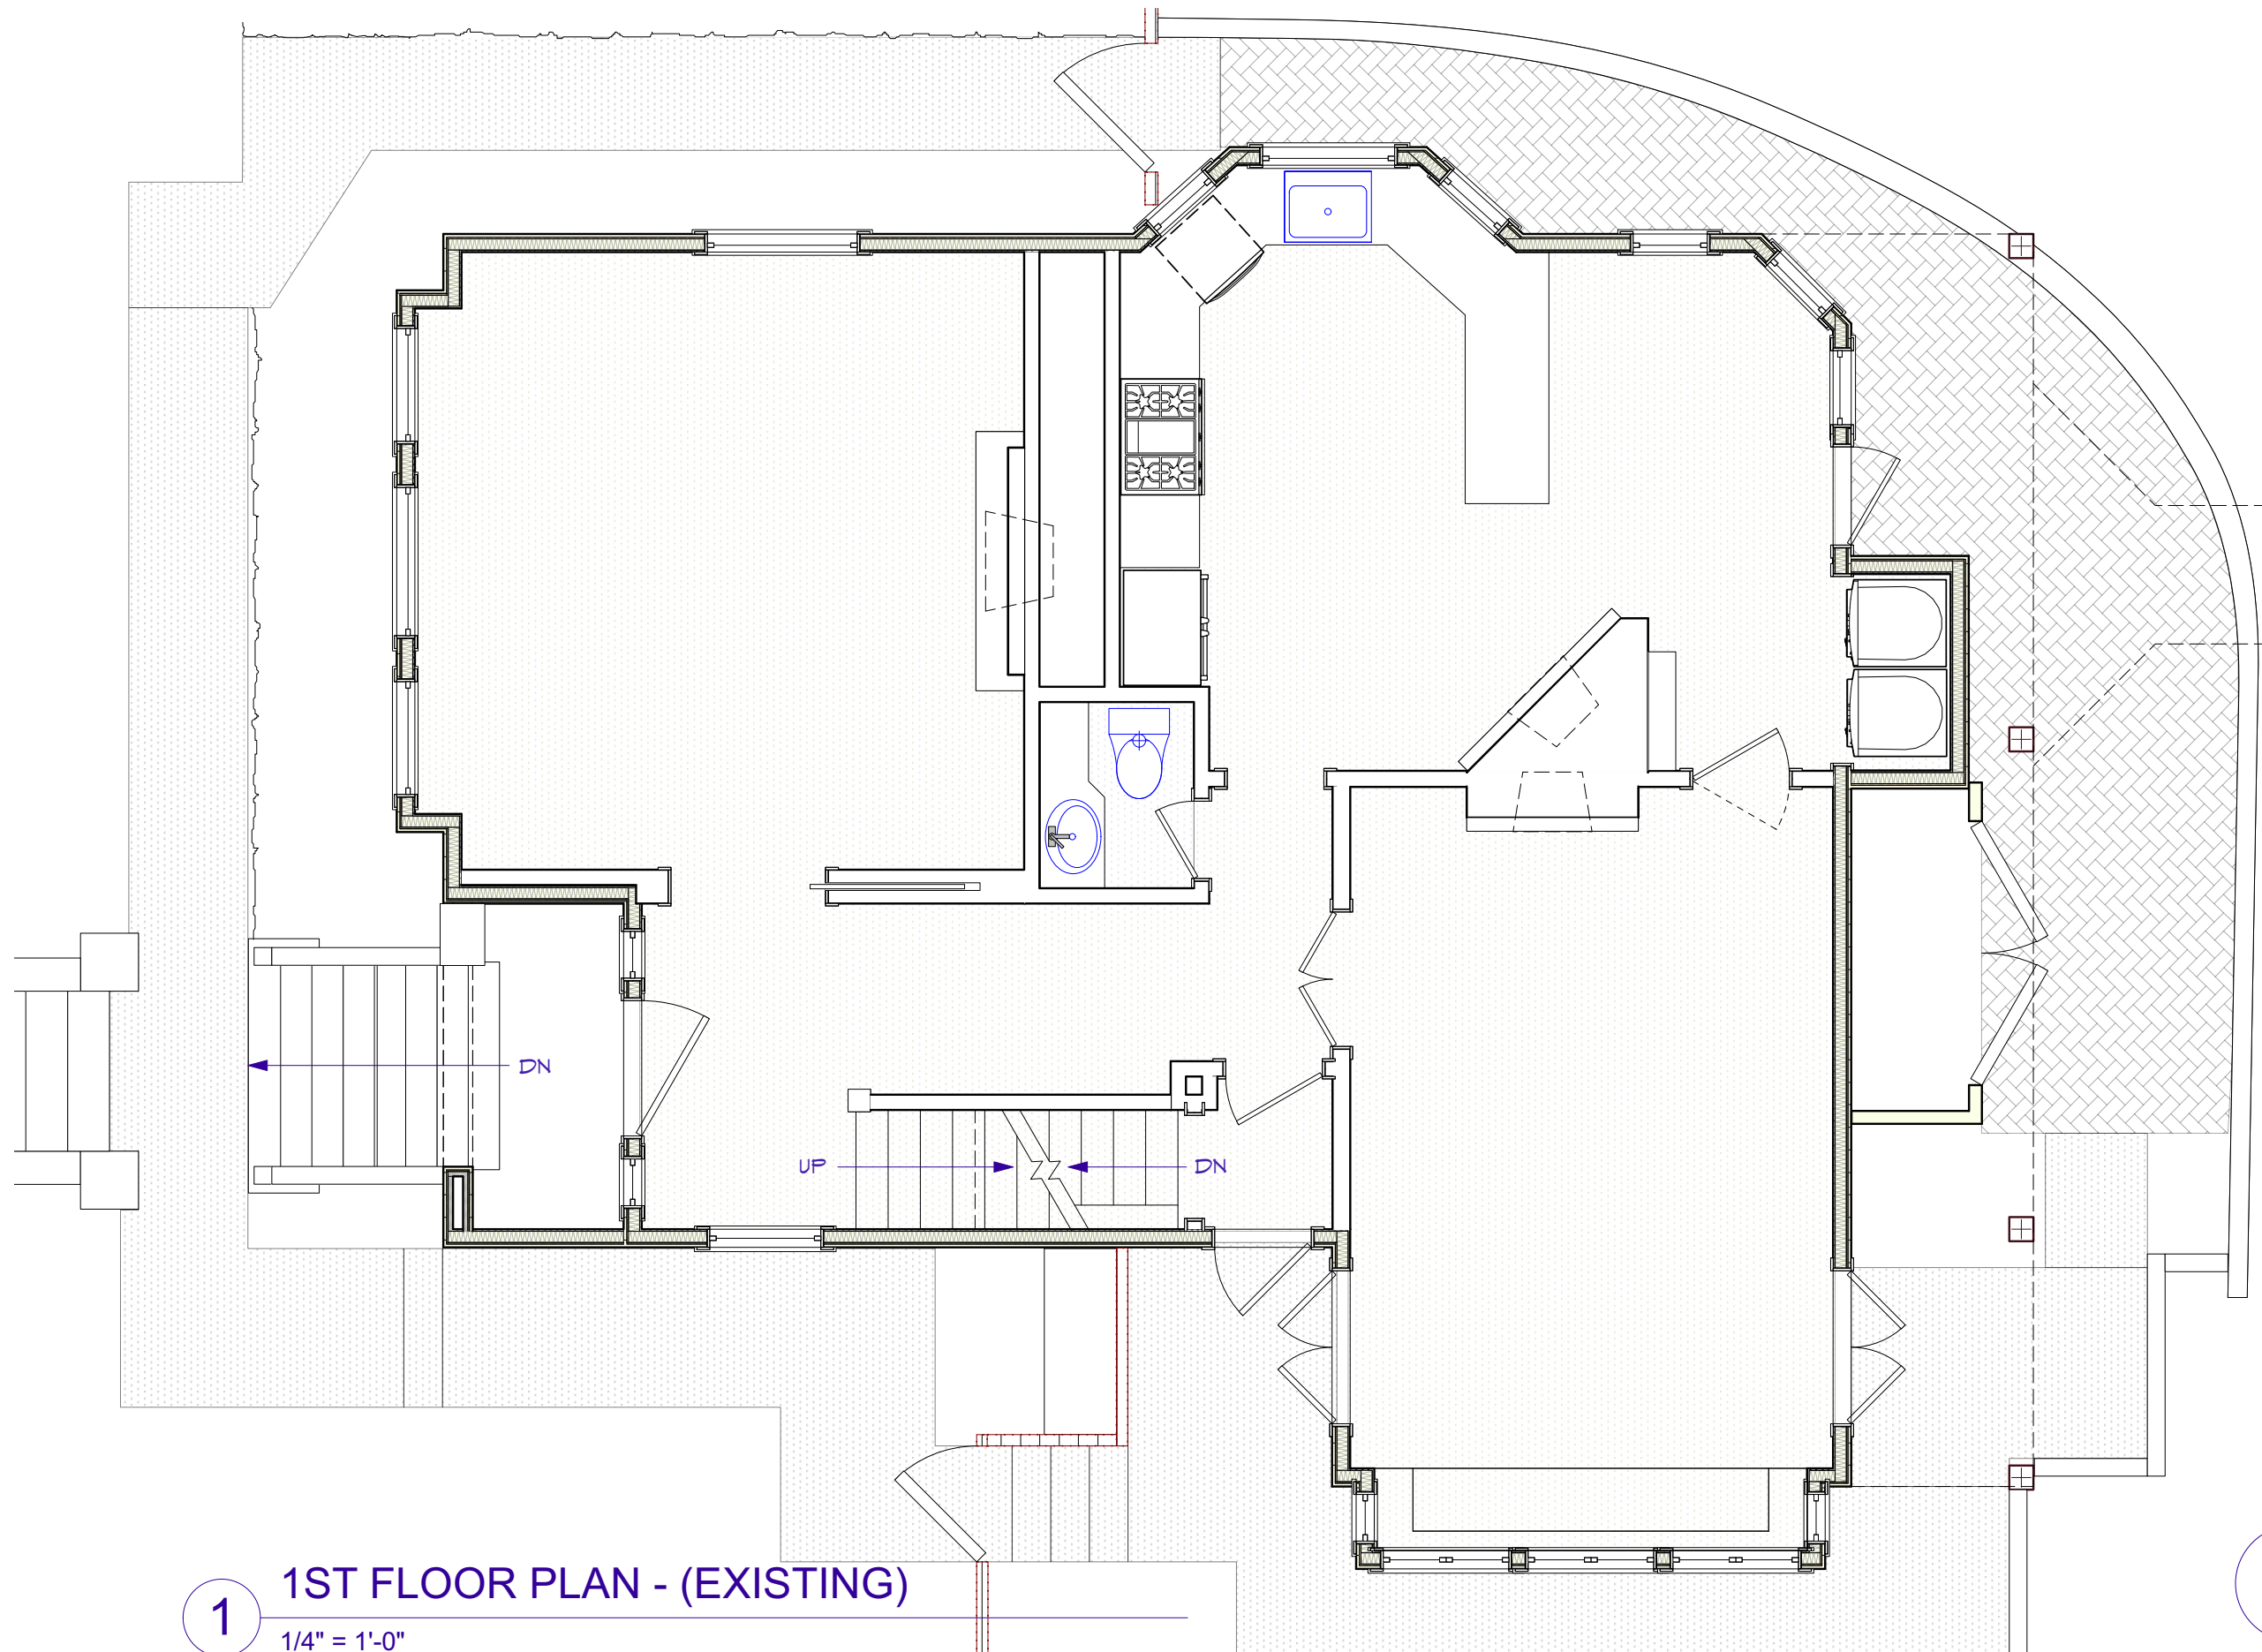 DN
UP
DN
1
1ST FLOOR PLAN - (EXISTING)
1/4" = 1'-0"